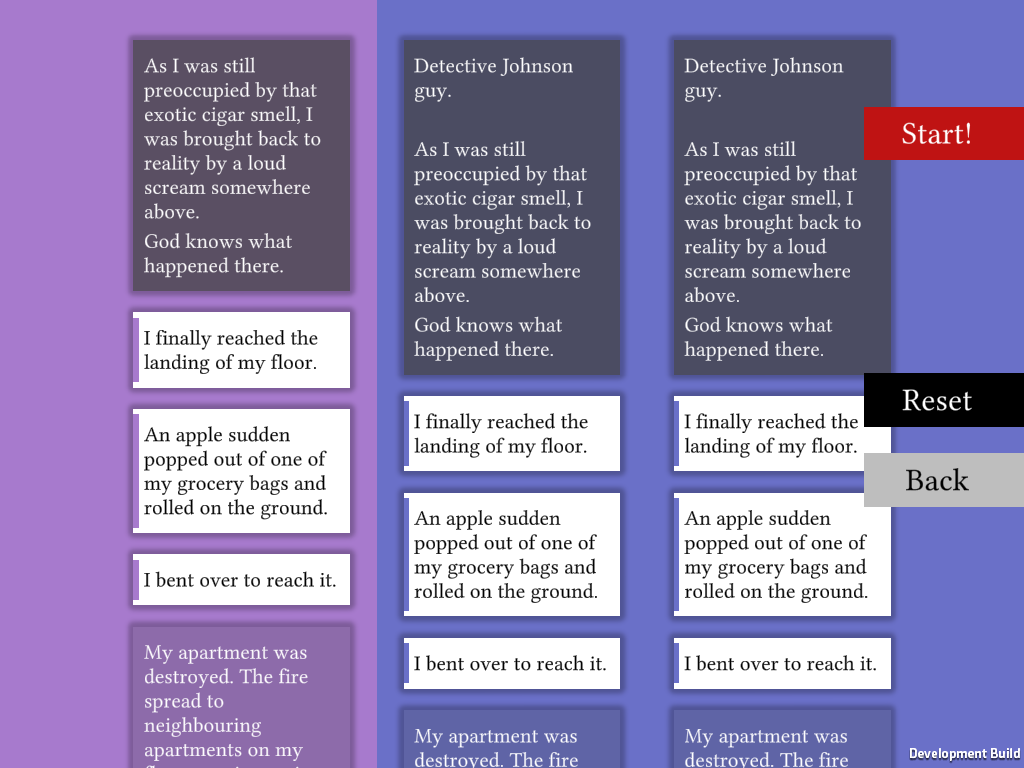 As I was still
preoccupied by that
exotic cigar smell, I
was brought back to
reality by a loud
scream somewhere
above.
God knows what
happened there.
I finally reached the
landing of my floor.
An apple sudden
popped out of one of
my grocery bags and
rolled on the ground.
I bent over to reach it.
My apartment was
destroyed. The fire
spread to
neighbouring
apartments on my
Detective Johnson
guy.
As I was still
preoccupied by that
exotic cigar smell, I
was brought back to
reality by a loud
scream somewhere
above.
God knows what
happened there.
I finally reached the
landing of my floor.
An apple sudden
popped out of one of
my grocery bags and
rolled on the ground.
I bent over to reach it.
My apartment was
destroyed. The fire
Detective Johnson
guy.
As I was still
preoccupied by that
exotic cigar smell, I
was brought back to
reality by a loud
scream somewhere
above.
God knows what
happened there.
I finally reached the
landing of my floor.
An apple sudden
popped out of one of
my grocery bags and
rolled on the ground.
I bent over to reach it.
My apartment was
destroyed. The fire
Start!
Reset
Back
Development Build